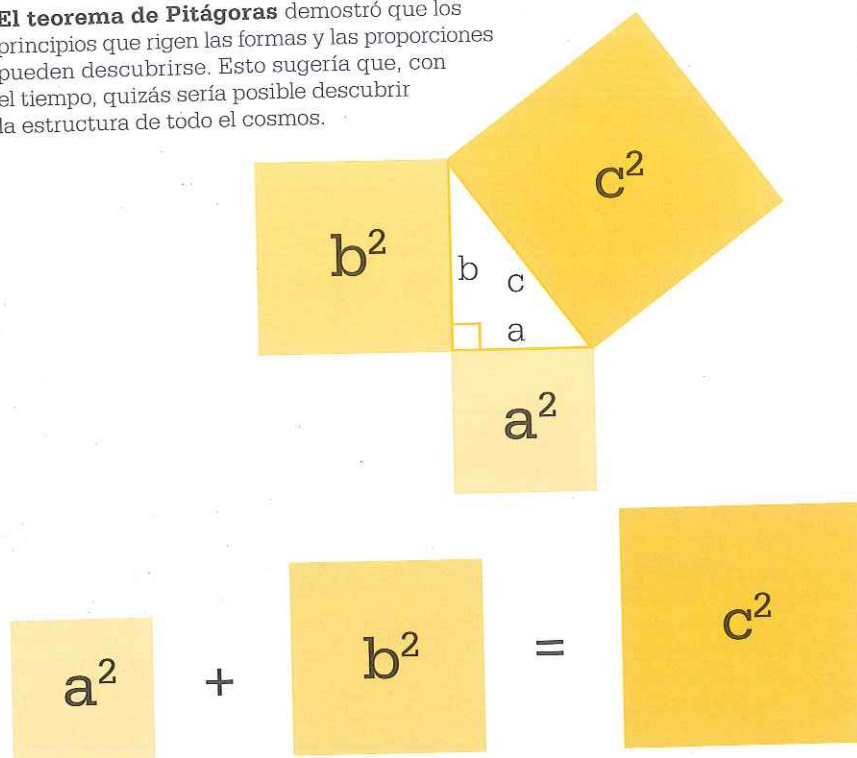 El teorema de Pitágoras demostró que los
principios que rigen las formas y las proporciones
pueden descubrirse. Esto sugería que, con
el tiempo, quizás sería posible descubrir
la estructura de todo el cosmos.
c²
b²
b
c
a
a²
a² + b² = c²